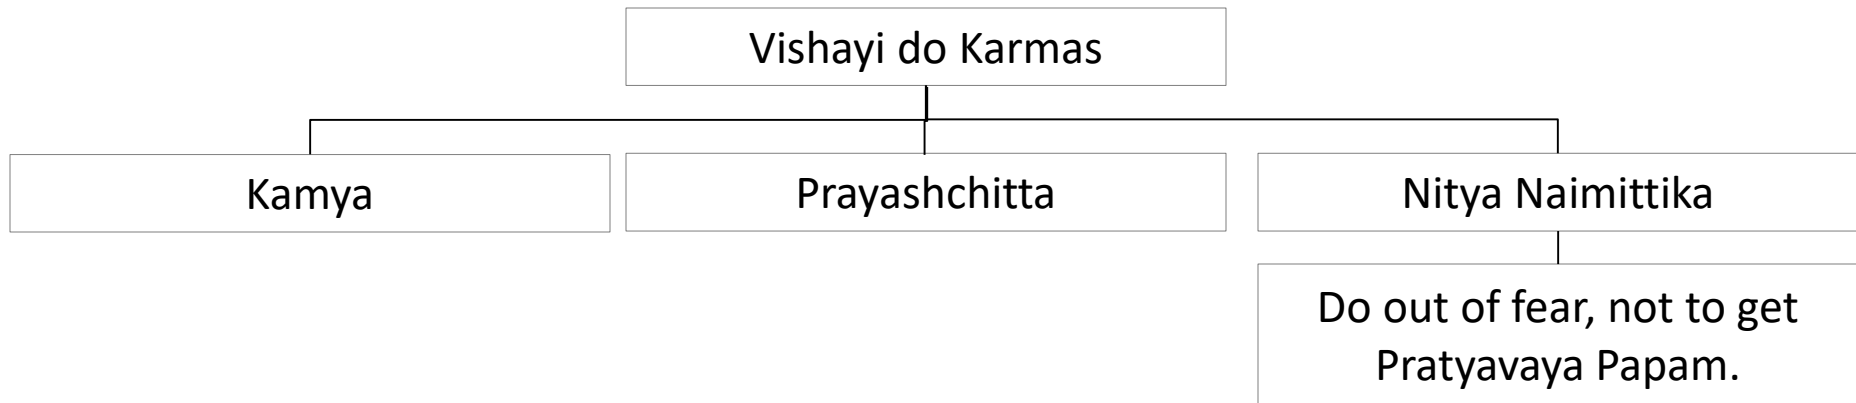 Vishayi do Karmas
Kamya
Prayashchitta
Nitya Naimittika
Do out of fear, not to get
Pratyavaya Papam.